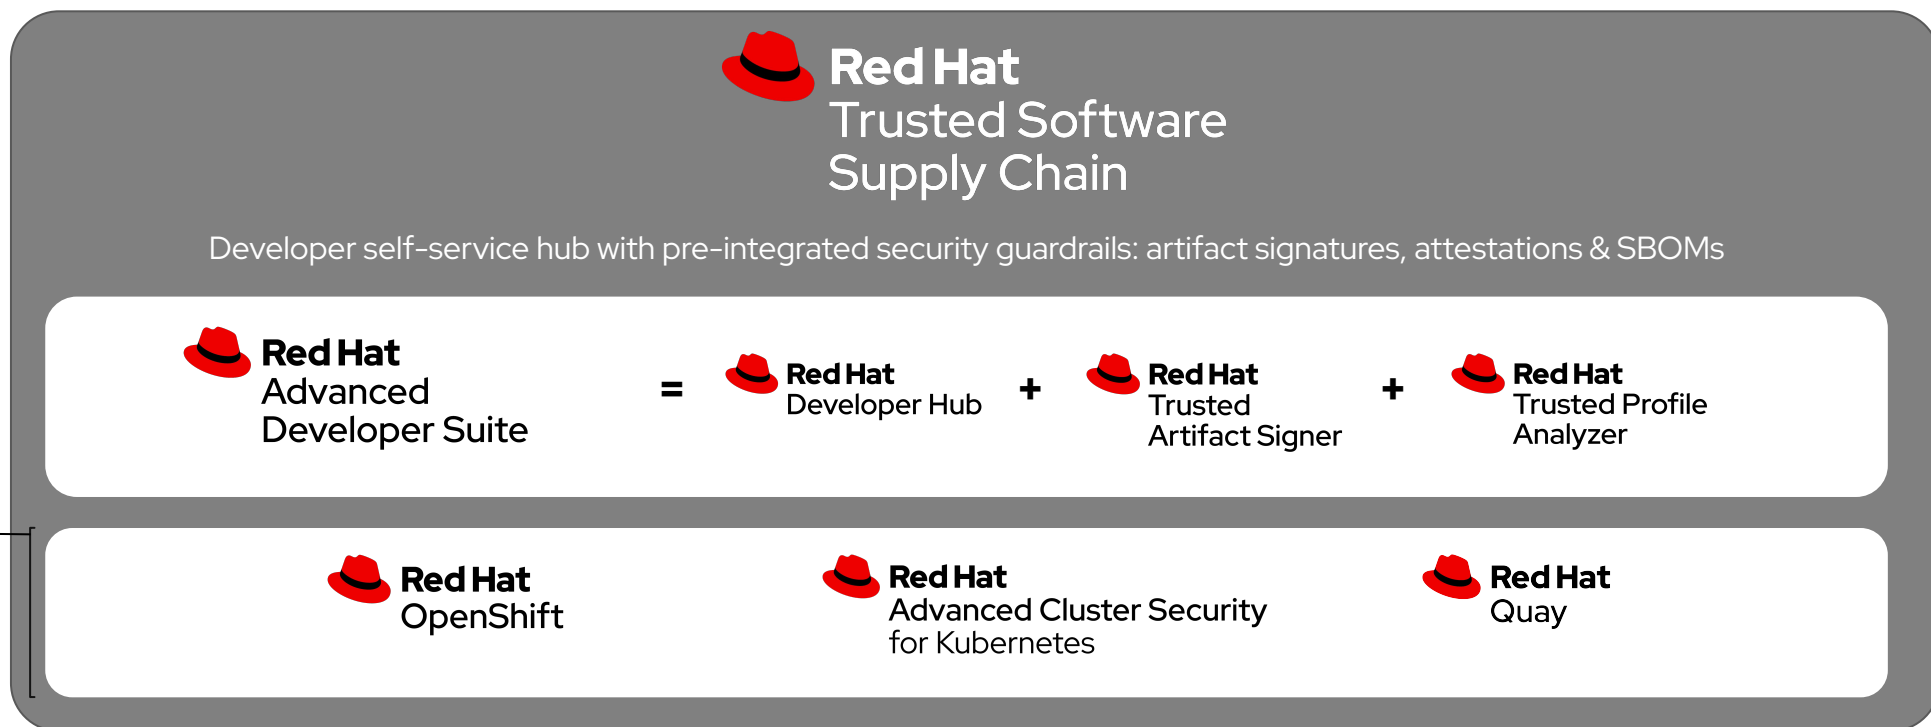 Red Hat
Trusted Software
Supply Chain
Developer self-service hub with pre-integrated security guardrails: artifact signatures, attestations & SBOMs
Red Hat
Advanced
Developer Suite
=
Red Hat
Developer Hub
+
Red Hat
Trusted
Artifact Signer
+
Red Hat
Trusted Profile
Analyzer
Red Hat
OpenShift
Red Hat
Advanced Cluster Security
for Kubernetes
Red Hat
Quay